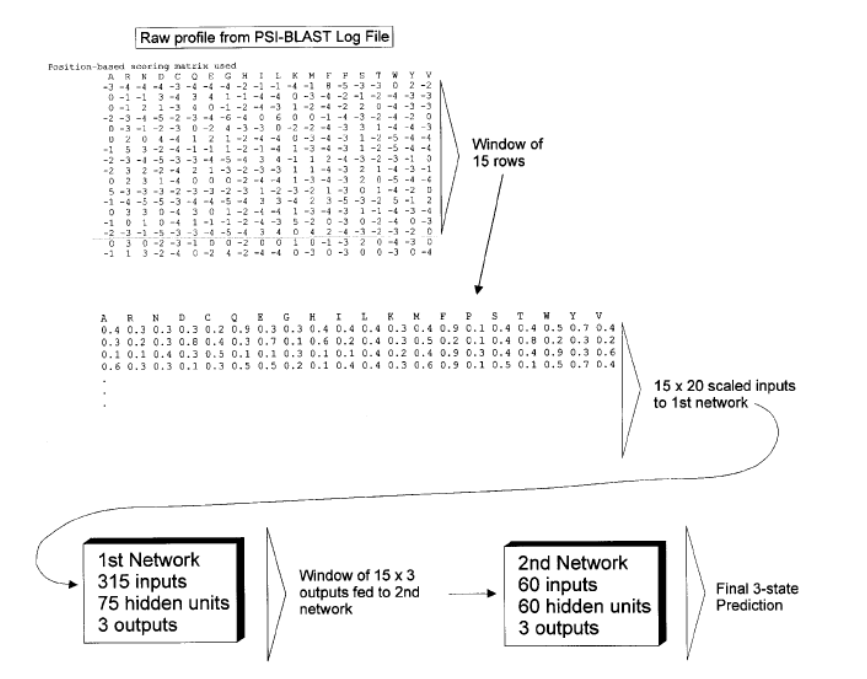 Raw profile from PSI-BLAST Log File
Position-based scoring matrix used
A R N D C Q E G H I L K M F P S T W Y V
-3 -4 -4 -4 -3 -4 -4 -4 -2 -1 -1 -4 -1 8 -5 -3 -3 0 2 -2
0 -1 -1 3 -4 3 4 1 -1 -4 -4 0 -3 -4 -2 -1 -2 -4 -3 -3
0 -1 2 1 -3 4 0 -1 -2 -4 -3 1 -2 -4 -2 2 0 -4 -3 -3
-2 -3 -4 -5 -2 -3 -4 -6 -4 0 6 0 0 -1 -4 -3 -2 -4 -2 0
0 -3 -1 -2 -3 0 -2 4 -3 -3 0 -2 -2 -4 -3 3 1 -4 -4 -3
0 2 0 4 -4 1 2 1 -2 -4 -4 0 -3 -4 -3 1 -2 -5 -4 -4
-1 5 3 -2 -4 -1 -1 1 -2 -1 -4 1 -3 -4 -3 1 -2 -5 -4 -4
-2 -3 -4 -5 -3 -3 -4 -5 -4 3 4 -1 1 2 -4 -3 -2 -3 -1 0
-2 3 2 -2 -4 2 1 -3 -2 -3 -3 1 1 -4 -3 2 1 -4 -3 -1
0 2 3 1 -4 0 0 0 -2 -4 -4 1 -3 -4 -3 2 0 -5 -4 -4
5 -3 -3 -3 -2 -3 -3 -2 -3 1 -2 -3 -2 1 -3 0 1 -4 -2 0
-1 -4 -5 -5 -3 -4 -4 -5 -4 3 3 -4 2 3 -5 -3 -2 5 -1 2
0 3 3 0 -4 3 0 1 -2 -4 -4 1 -3 -4 -3 1 -1 -4 -3 -4
-1 0 1 0 -4 1 -1 -1 -2 -4 -3 5 -2 0 -3 0 -2 -4 0 -3
-2 -3 -1 -5 -3 -3 -4 -5 -4 3 4 0 4 2 -4 -3 -2 -3 -2 0
0 3 0 -2 -3 -1 0 0 -2 0 0 1 0 -1 -3 2 0 -4 -3 0
-1 1 3 -2 -4 0 -2 4 -2 -4 -4 0 -3 0 -3 0 0 -3 0 -4
Window of
15 rows
A R N D C Q E G H I L K M F P S T W Y V
0.4 0.3 0.3 0.3 0.2 0.9 0.3 0.3 0.4 0.4 0.4 0.3 0.4 0.9 0.1 0.4 0.4 0.5 0.7 0.4
0.3 0.2 0.3 0.8 0.4 0.3 0.7 0.1 0.6 0.2 0.4 0.3 0.5 0.2 0.1 0.4 0.8 0.2 0.3 0.2
0.1 0.1 0.4 0.3 0.5 0.1 0.1 0.3 0.1 0.1 0.4 0.2 0.4 0.9 0.3 0.4 0.4 0.9 0.3 0.6
0.6 0.3 0.3 0.1 0.3 0.5 0.5 0.2 0.1 0.4 0.4 0.3 0.6 0.9 0.1 0.5 0.1 0.5 0.7 0.4
.
.
.
15 x 20 scaled inputs
to 1st network
1st Network
315 inputs
75 hidden units
3 outputs
Window of 15 x 3
outputs fed to 2nd
network
2nd Network
60 inputs
60 hidden units
3 outputs
Final 3-state
Prediction